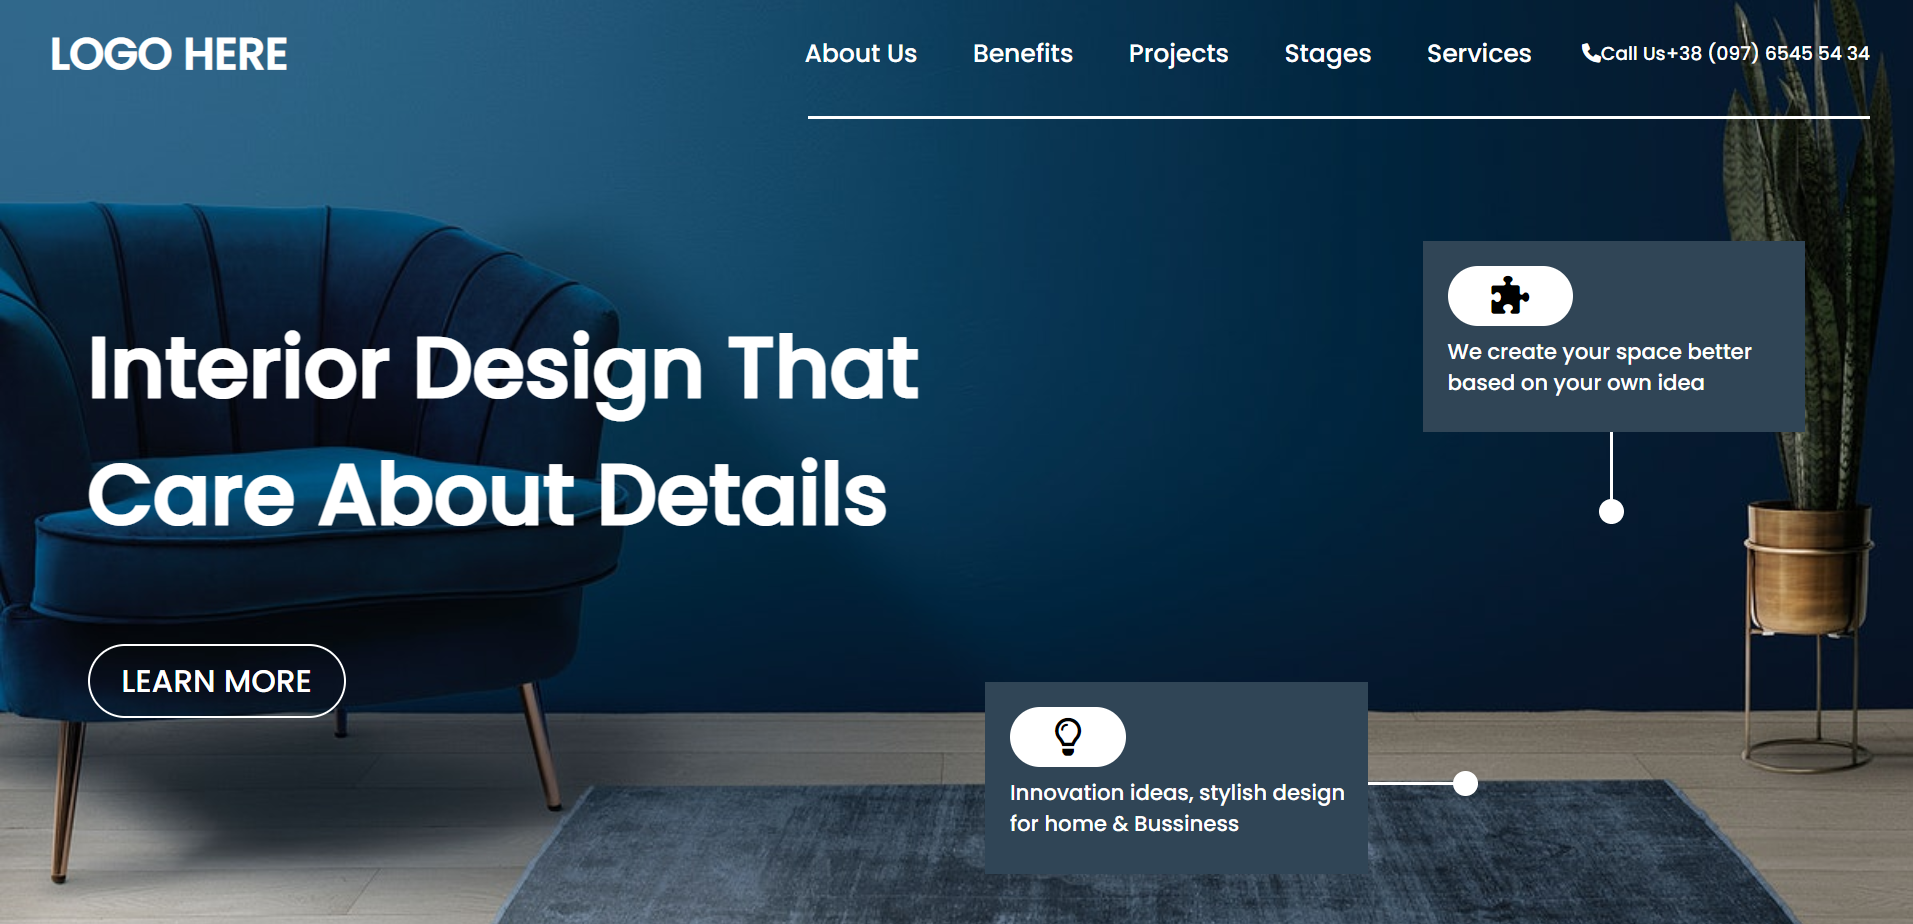 LOGO HERE
About Us
Benefits
Projects
Stages
Services
Call Us+38 (097) 6545 54 34
We create your space better
based on your own idea
Interior Design That
Care About Details
LEARN MORE
Innovation ideas, stylish design
for home & Bussiness